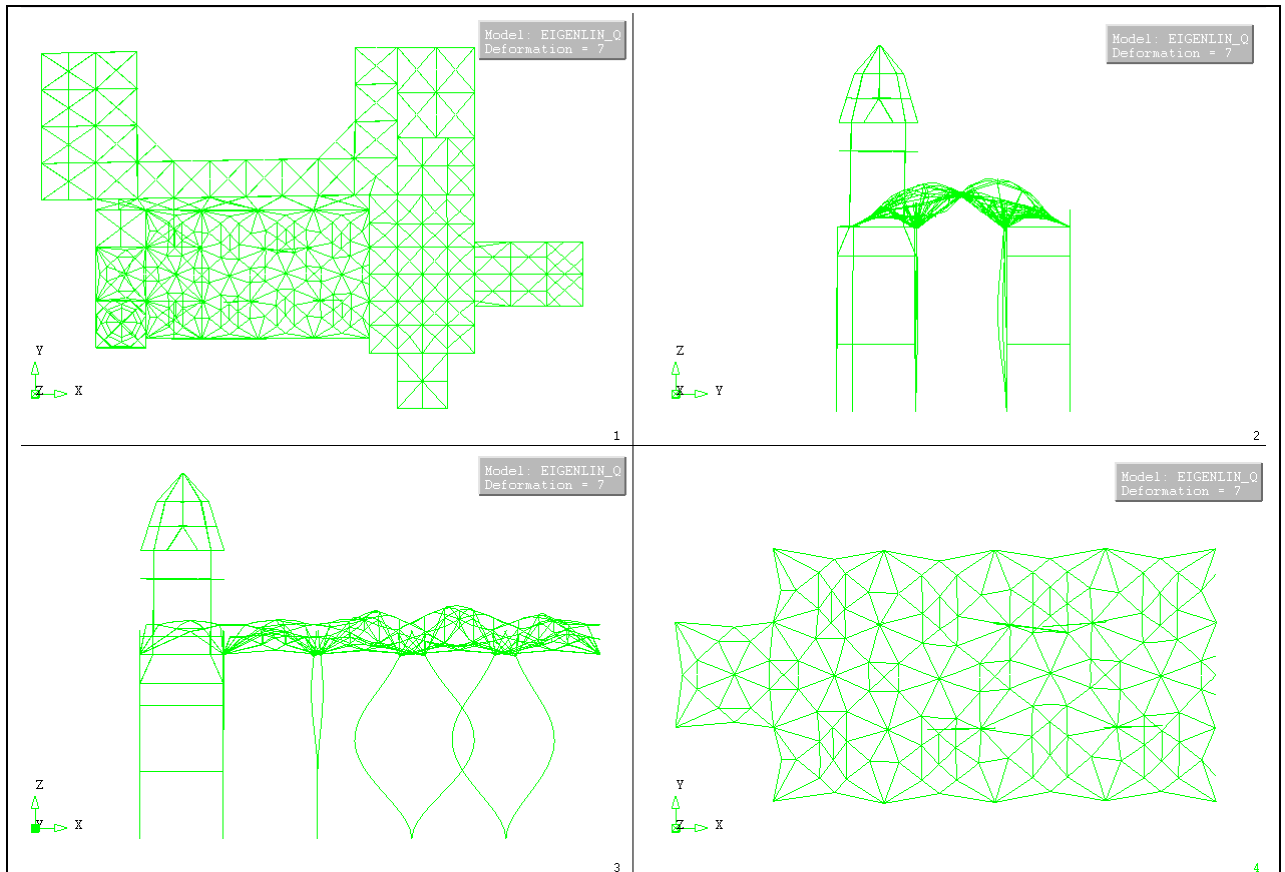 Model: EIGENLIN_Q
Deformation = 7
Y
Z X
1
Model: EIGENLIN_Q
Deformation = 7
Z
X Y
2
Model: EIGENLIN_Q
Deformation = 7
Z
Y X
3
Model: EIGENLIN_Q
Deformation = 7
Y
Z X
4